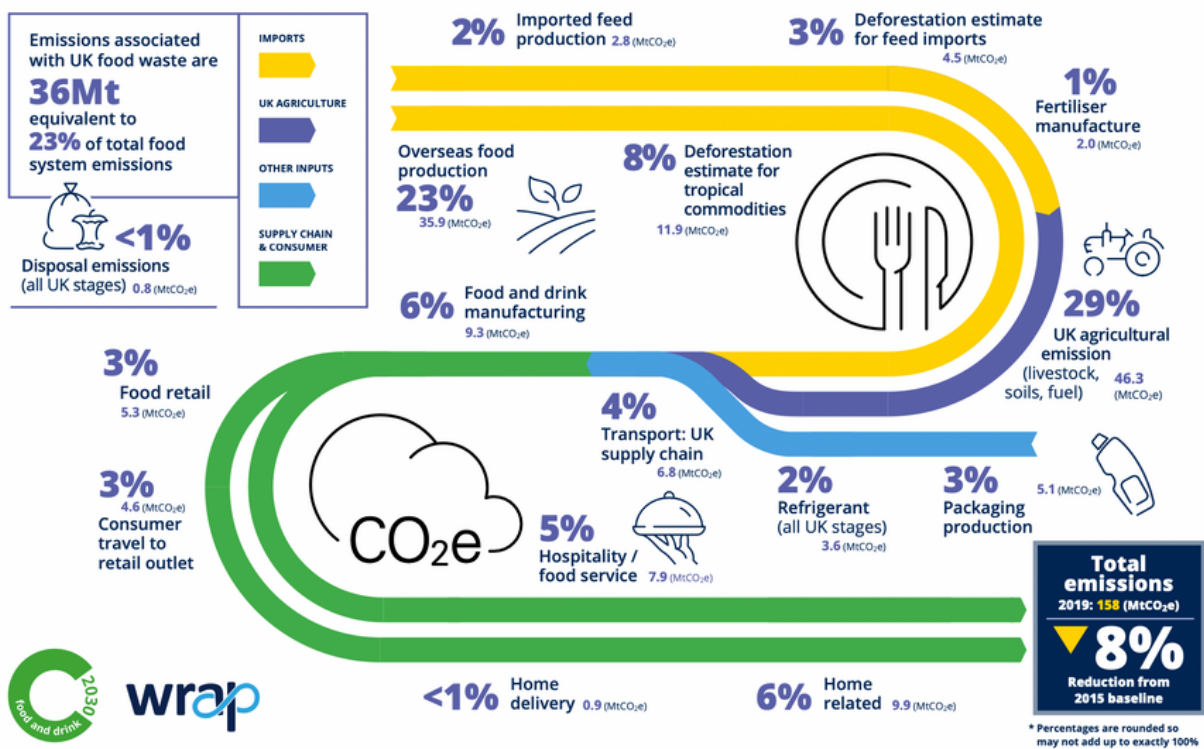 Emissions associated
with UK food waste are
36Mt
equivalent to
23% of total food
system emissions
<1%
Disposal emissions
(all UK stages) 0.8 (MtCO₂e)
IMPORTS
UK AGRICULTURE
OTHER INPUTS
SUPPLY CHAIN
& CONSUMER
2% Imported feed
production 2.8 (MtCO₂e)
3% Deforestation estimate
for feed imports
4.5 (MtCO₂e)
1%
Fertiliser
manufacture
2.0 (MtCO₂e)
Overseas food
production
23%
35.9 (MtCO₂e)
8% Deforestation
estimate for
tropical
commodities
11.9 (MtCO₂e)
29%
UK agricultural
emission
(livestock,
soils, fuel)
46.3
(MtCO₂e)
6% Food and drink
manufacturing
9.3 (MtCO₂e)
3%
Food retail
5.3 (MtCO₂e)
3%
4.6 (MtCO₂e)
Consumer
travel to
retail outlet
CO₂e
4%
Transport: UK
supply chain
6.8 (MtCO₂e)
5%
Hospitality /
food service 7.9 (MtCO₂e)
2%
Refrigerant
(all UK stages)
3.6 (MtCO₂e)
3%
Packaging
production
5.1 (MtCO₂e)
Total
emissions
2019: 158 (MtCO₂e)
8%
Reduction from
2015 baseline
<1% Home
delivery 0.9 (MtCO₂e)
6% Home
related 9.9 (MtCO₂e)
food and drink 2030
wrap
* Percentages are rounded so
may not add up to exactly 100%